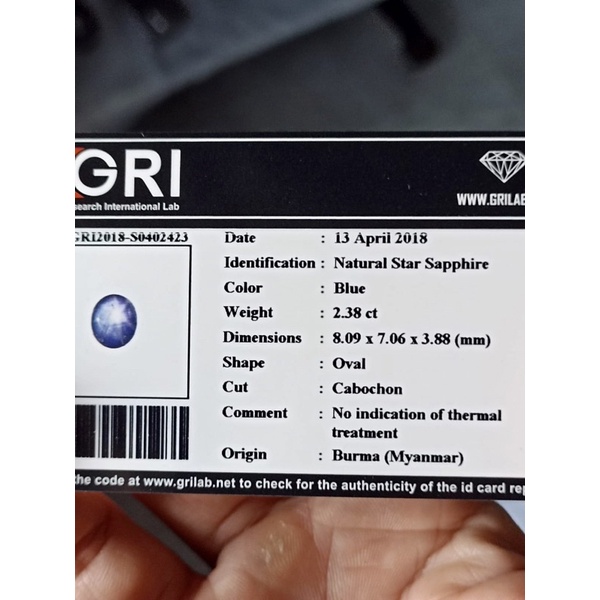 GRI
search International Lab
WWW.GRILAB
GRI2018-S0402423
Date : 13 April 2018
Identification : Natural Star Sapphire
Color : Blue
Weight : 2.38 ct
Dimensions : 8.09 x 7.06 x 3.88 (mm)
Shape : Oval
Cut : Cabochon
Comment : No indication of thermal
treatment
Origin : Burma (Myanmar)
the code at www.grilab.net to check for the authenticity of the id card rep